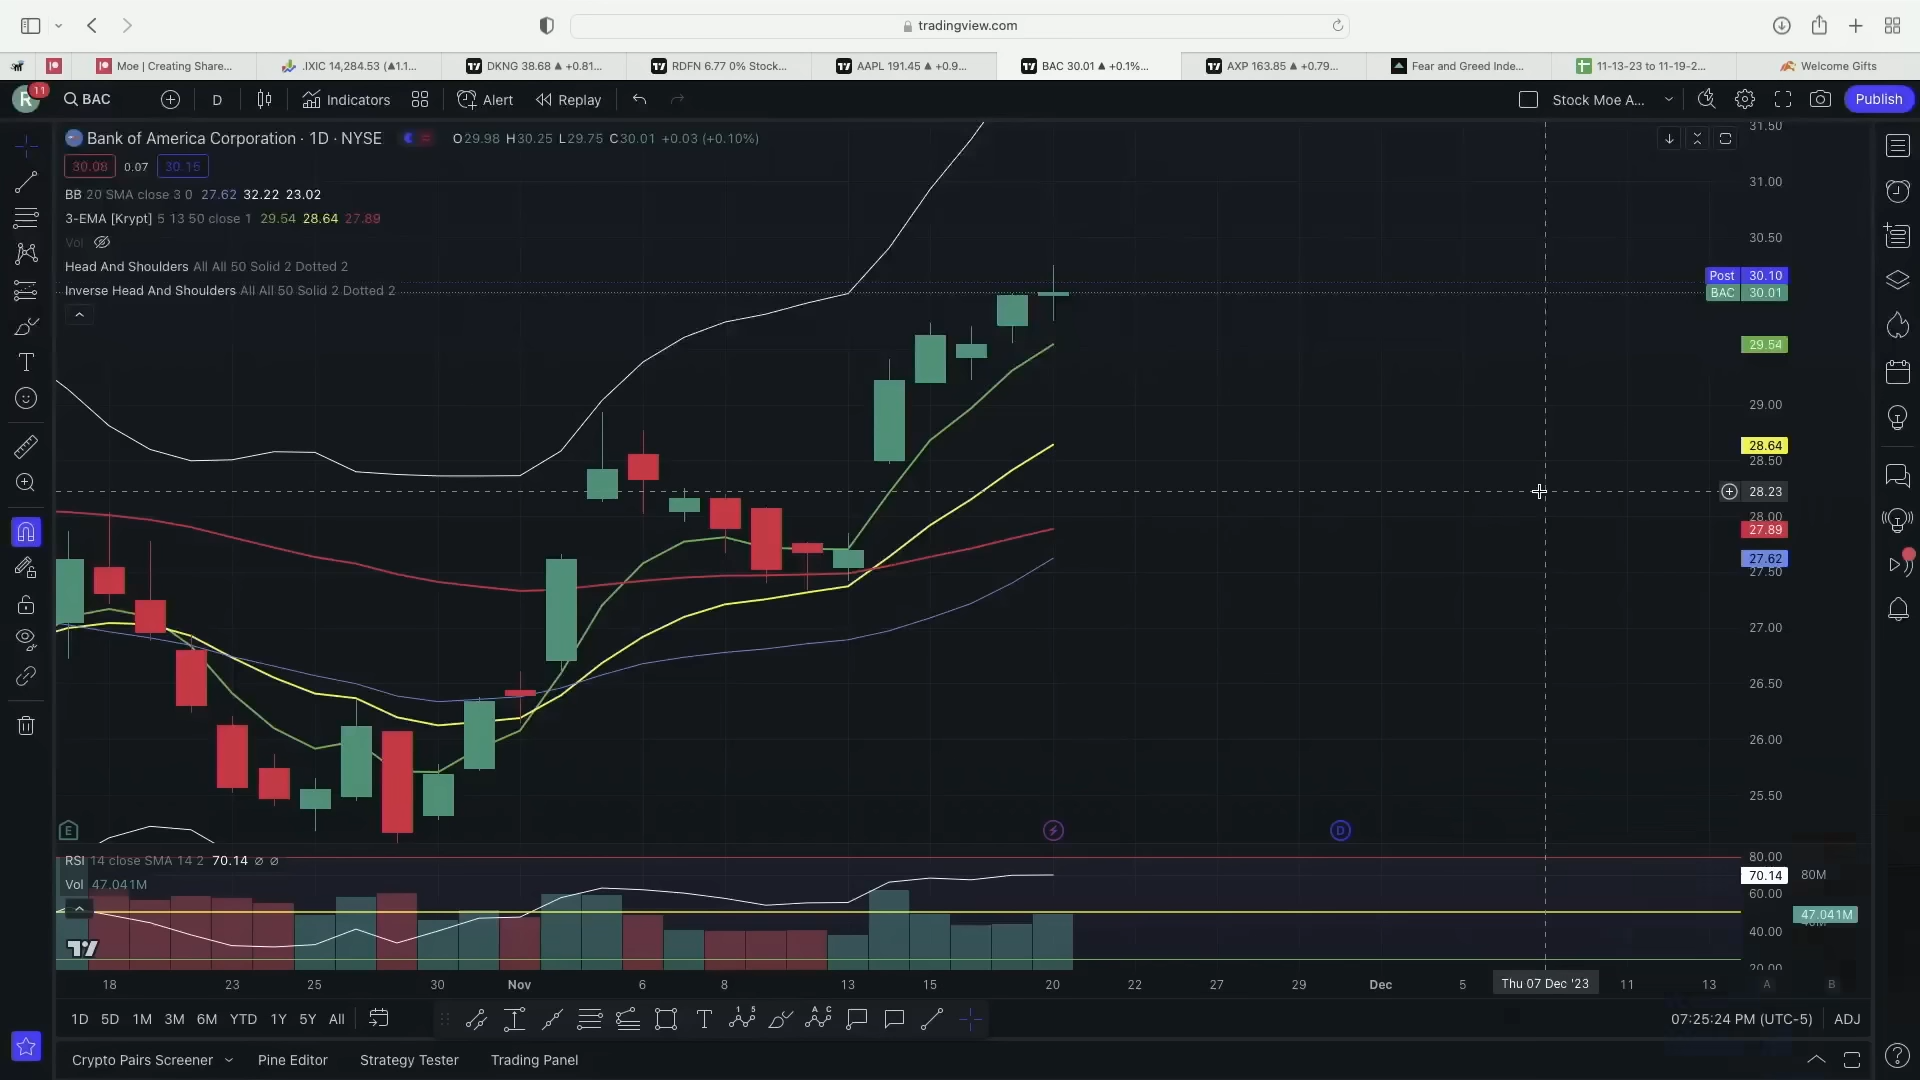 tradingview.com
Moe | Creating Share...
.IXIC 14,284.53 (▲1.1...
DKNG 38.68 ▲ +0.81...
RDFN 6.77 0% Stock...
AAPL 191.45 ▲ +0.9...
BAC 30.01 ▲ +0.1%...
AXP 163.85 ▲ +0.79...
Fear and Greed Inde...
11-13-23 to 11-19-2...
Welcome Gifts
R 11
BAC
D
Indicators
Alert
Replay
Stock Moe A...
Publish
Bank of America Corporation · 1D · NYSE
O29.98 H30.25 L29.75 C30.01 +0.03 (+0.10%)
30.08 0.07 30.15
BB 20 SMA close 3 0 27.62 32.22 23.02
3-EMA [Krypt] 5 13 50 close 1 29.54 28.64 27.89
Vol
Head And Shoulders All All 50 Solid 2 Dotted 2
Inverse Head And Shoulders All All 50 Solid 2 Dotted 2
31.50
31.00
30.50
Post 30.10
BAC 30.01
29.54
29.00
28.64
28.50
28.23
28.00
27.89
27.62
27.50
27.00
26.50
26.00
25.50
E
D
RSI 14 close SMA 14 2 70.14 ∅ ∅
Vol 47.041M
80.00
70.14 80M
60.00
47.041M
40.00
20.00
18 23 25 30 Nov 6 8 13 15 20 22 27 29 Dec 5 Thu 07 Dec '23 11 13 A B
1D 5D 1M 3M 6M YTD 1Y 5Y All
07:25:24 PM (UTC-5) ADJ
Crypto Pairs Screener
Pine Editor
Strategy Tester
Trading Panel